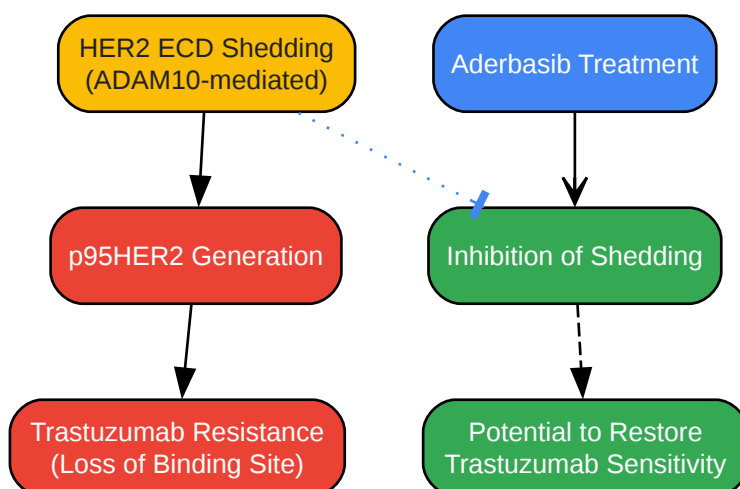 HER2 ECD Shedding
(ADAM10-mediated)
Aderbasib Treatment
p95HER2 Generation
Inhibition of Shedding
Trastuzumab Resistance
(Loss of Binding Site)
Potential to Restore
Trastuzumab Sensitivity